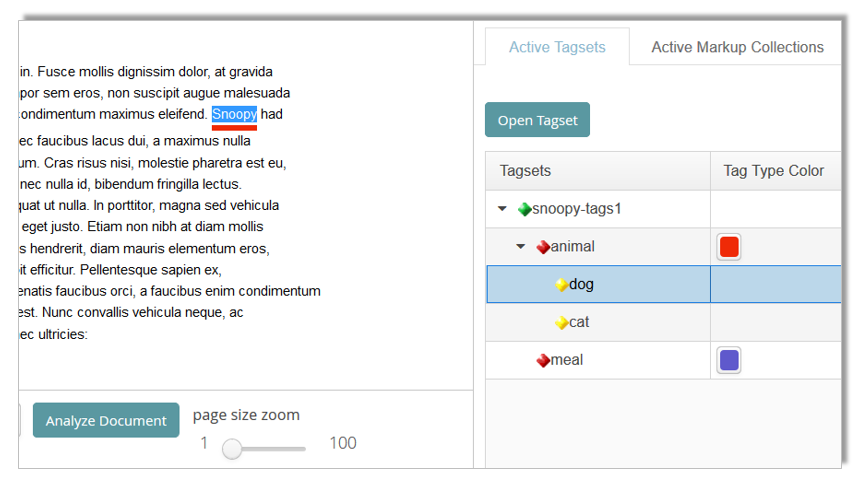 in. Fusce mollis dignissim dolor, at gravida
por sem eros, non suscipit augue malesuada
condimentum maximus eleifend. Snoopy had
ec faucibus lacus dui, a maximus nulla
um. Cras risus nisi, molestie pharetra est eu,
nec nulla id, bibendum fringilla lectus.
quat ut nulla. In porttitor, magna sed vehicula
eget justo. Etiam non nibh at diam mollis
s hendrerit, diam mauris elementum eros,
it efficitur. Pellentesque sapien ex,
enatis faucibus orci, a faucibus enim condimentum
est. Nunc convallis vehicula neque, ac
ec ultricies:
Analyze Document
page size zoom
1 100
Active Tagsets Active Markup Collections
Open Tagset
Tagsets Tag Type Color
snoopy-tags1
animal
dog
cat
meal